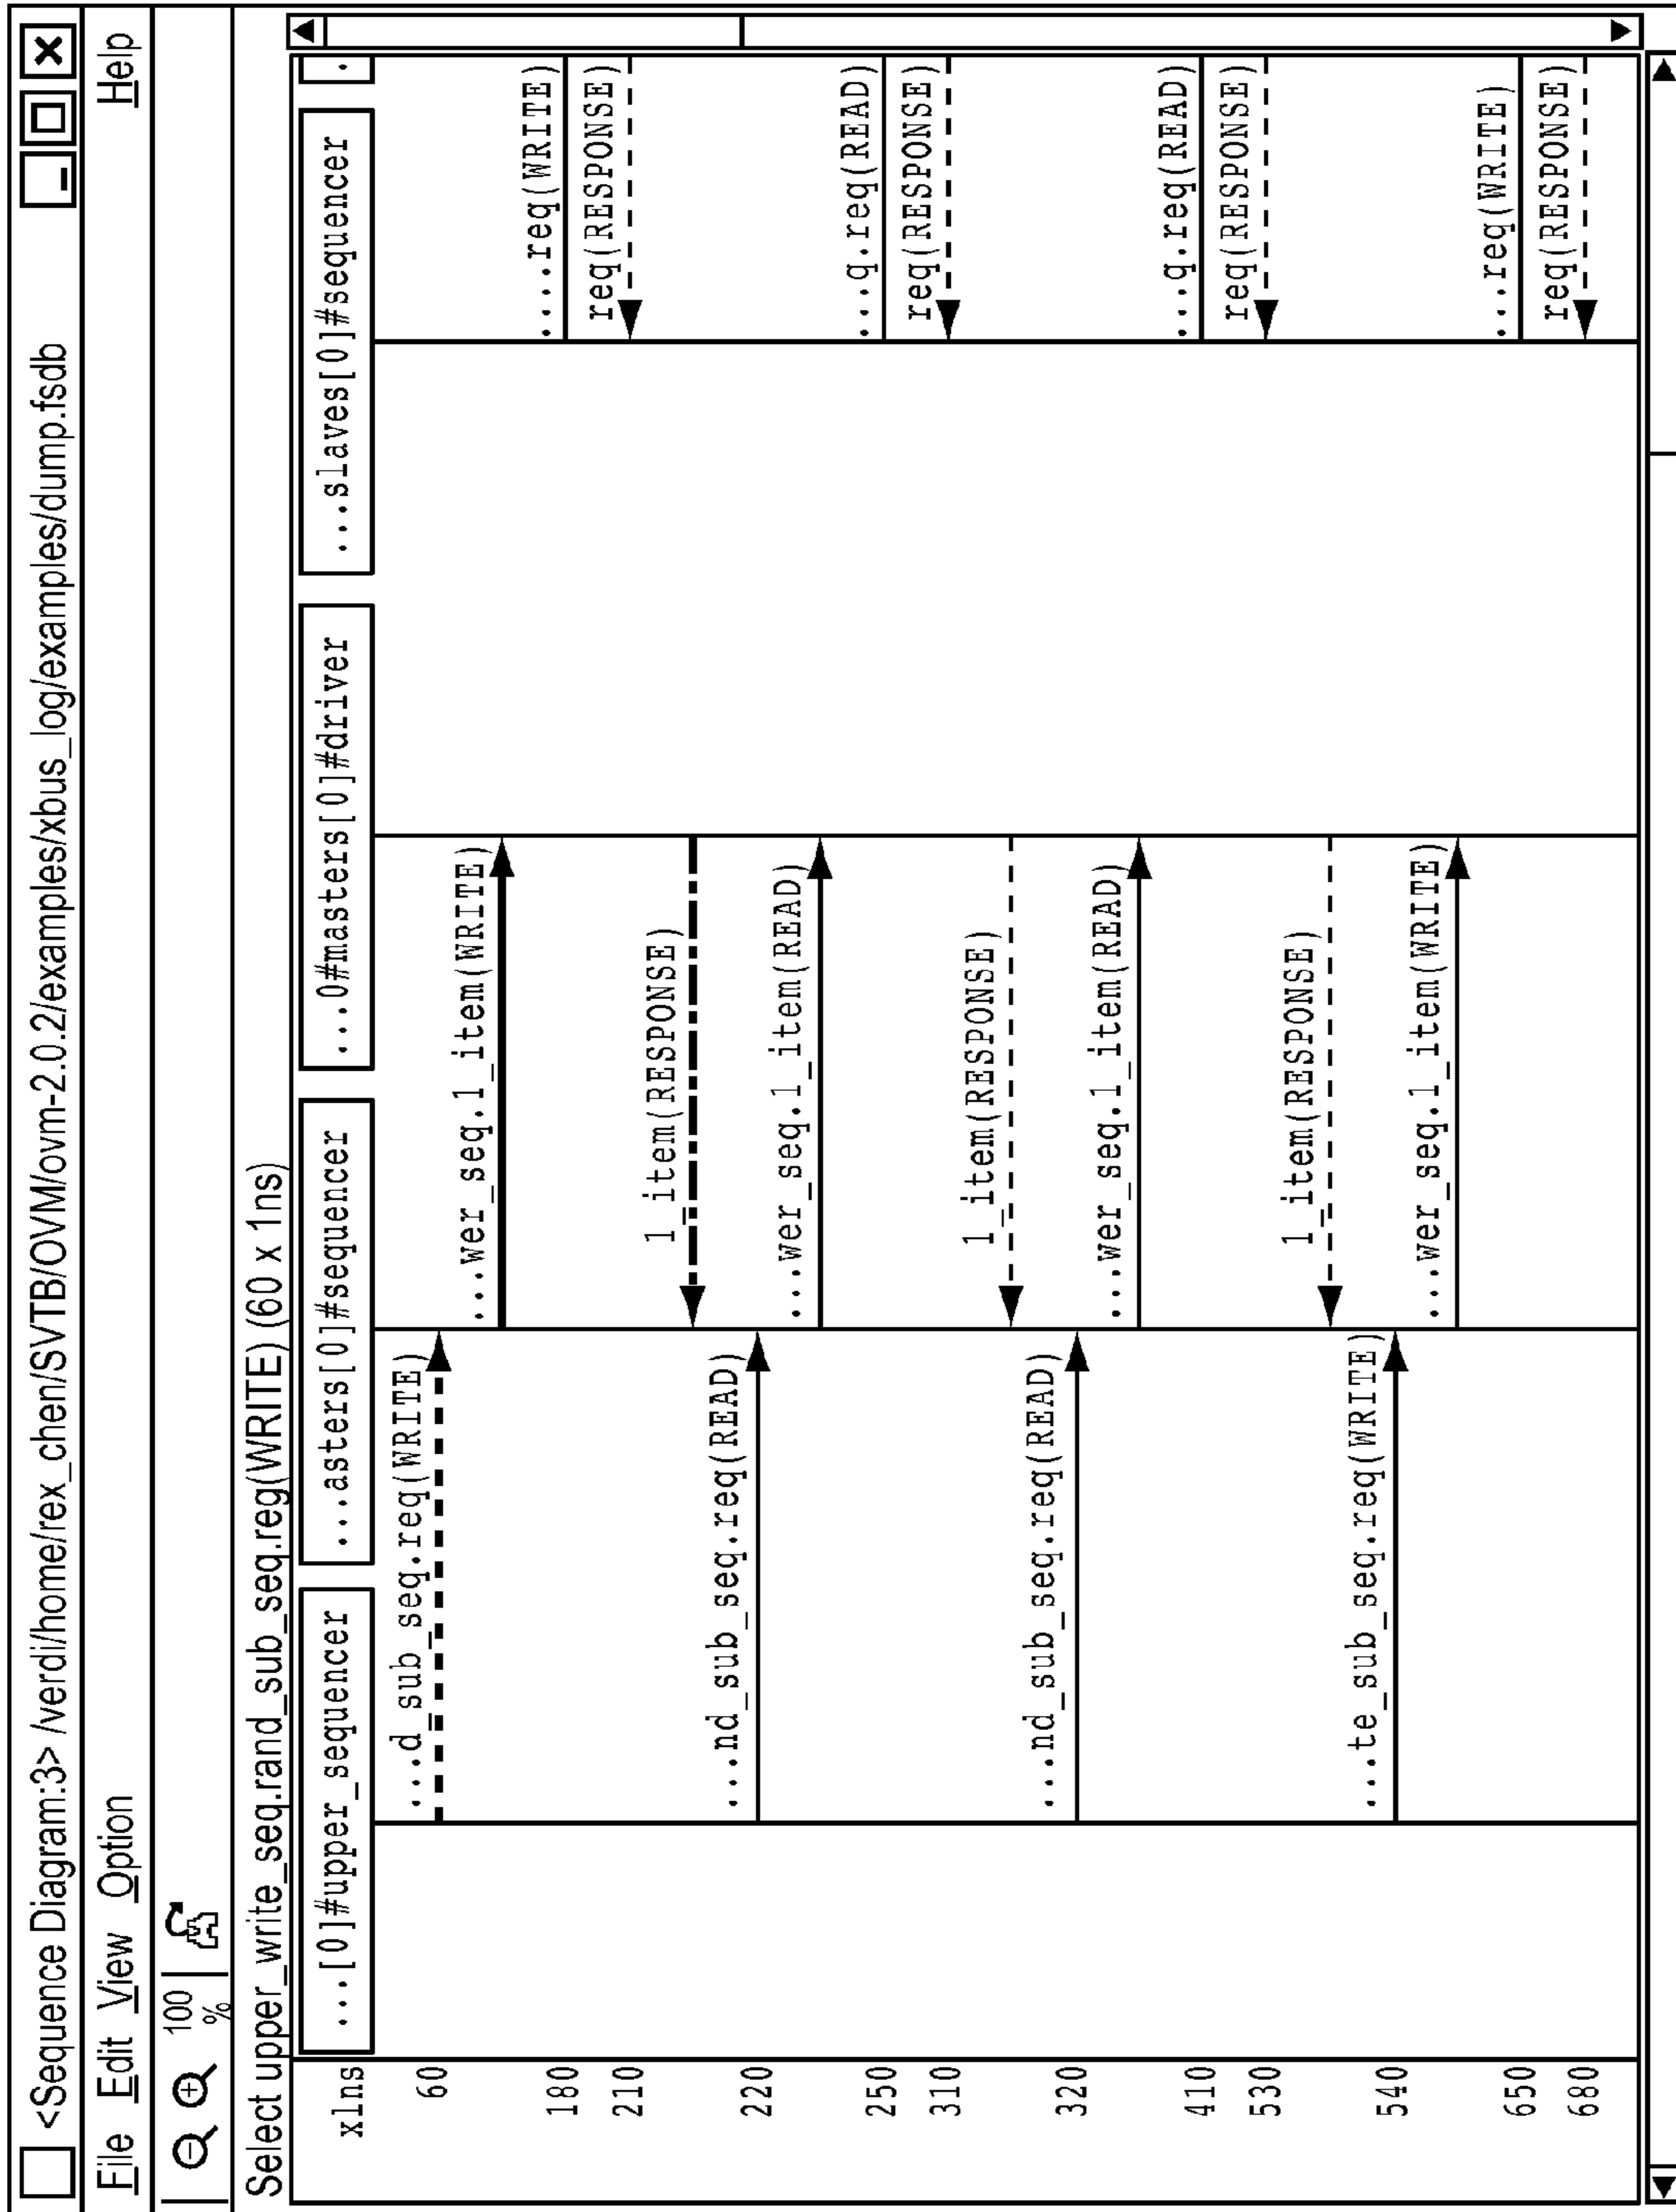 <Sequence Diagram:3> /verdi/home/rex_chen/SVTB/OVM/ovm-2.0.2/examples/xbus_log/examples/dump.fsdb
File Edit View Option Help
100 %
Select upper_write_seq.rand_sub_seq.reg(WRITE) (60 x 1ns)
xlns ...[0]#upper_sequencer ...asters[0]#sequencer ...0#masters[0]#driver ...slaves[0]#sequencer .
60 ...d_sub_seq.req(WRITE)
...wer_seq.1_item(WRITE)
180 ....req(WRITE)
210 req(RESPONSE)
1_item(RESPONSE)
220 ...nd_sub_seq.req(READ)
...wer_seq.1_item(READ)
250 ...q.req(READ)
310 req(RESPONSE)
1_item(RESPONSE)
320 ...nd_sub_seq.req(READ)
...wer_seq.1_item(READ)
410 ...q.req(READ)
530 req(RESPONSE)
1_item(RESPONSE)
540 ...te_sub_seq.req(WRITE)
...wer_seq.1_item(WRITE)
650 ...req(WRITE)
680 req(RESPONSE)